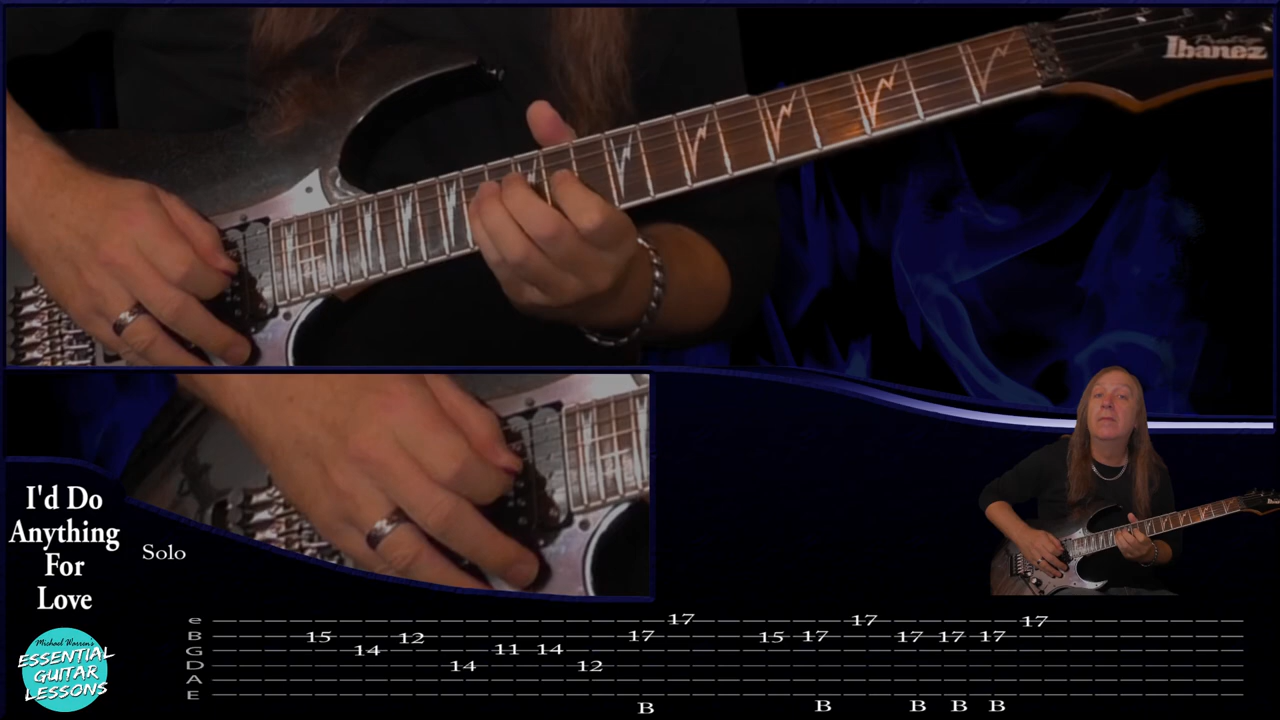 Prestige
Ibanez
I'd Do
Anything
For
Love
Solo
Michael Warren's
ESSENTIAL
GUITAR
LESSONS
e 17 17 17
B 15 12 17 15 17 17 17 17
G 14 11 14
D 14 12
A
E
B B B B B